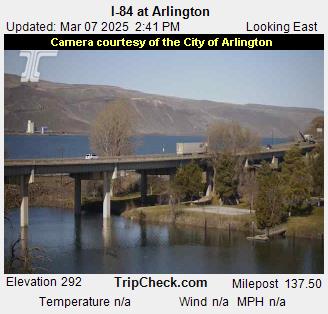 I-84 at Arlington
Updated: Mar 07 2025 2:41 PM Looking East
Camera courtesy of the City of Arlington
Elevation 292 TripCheck.com Milepost 137.50
Temperature n/a Wind n/a MPH n/a